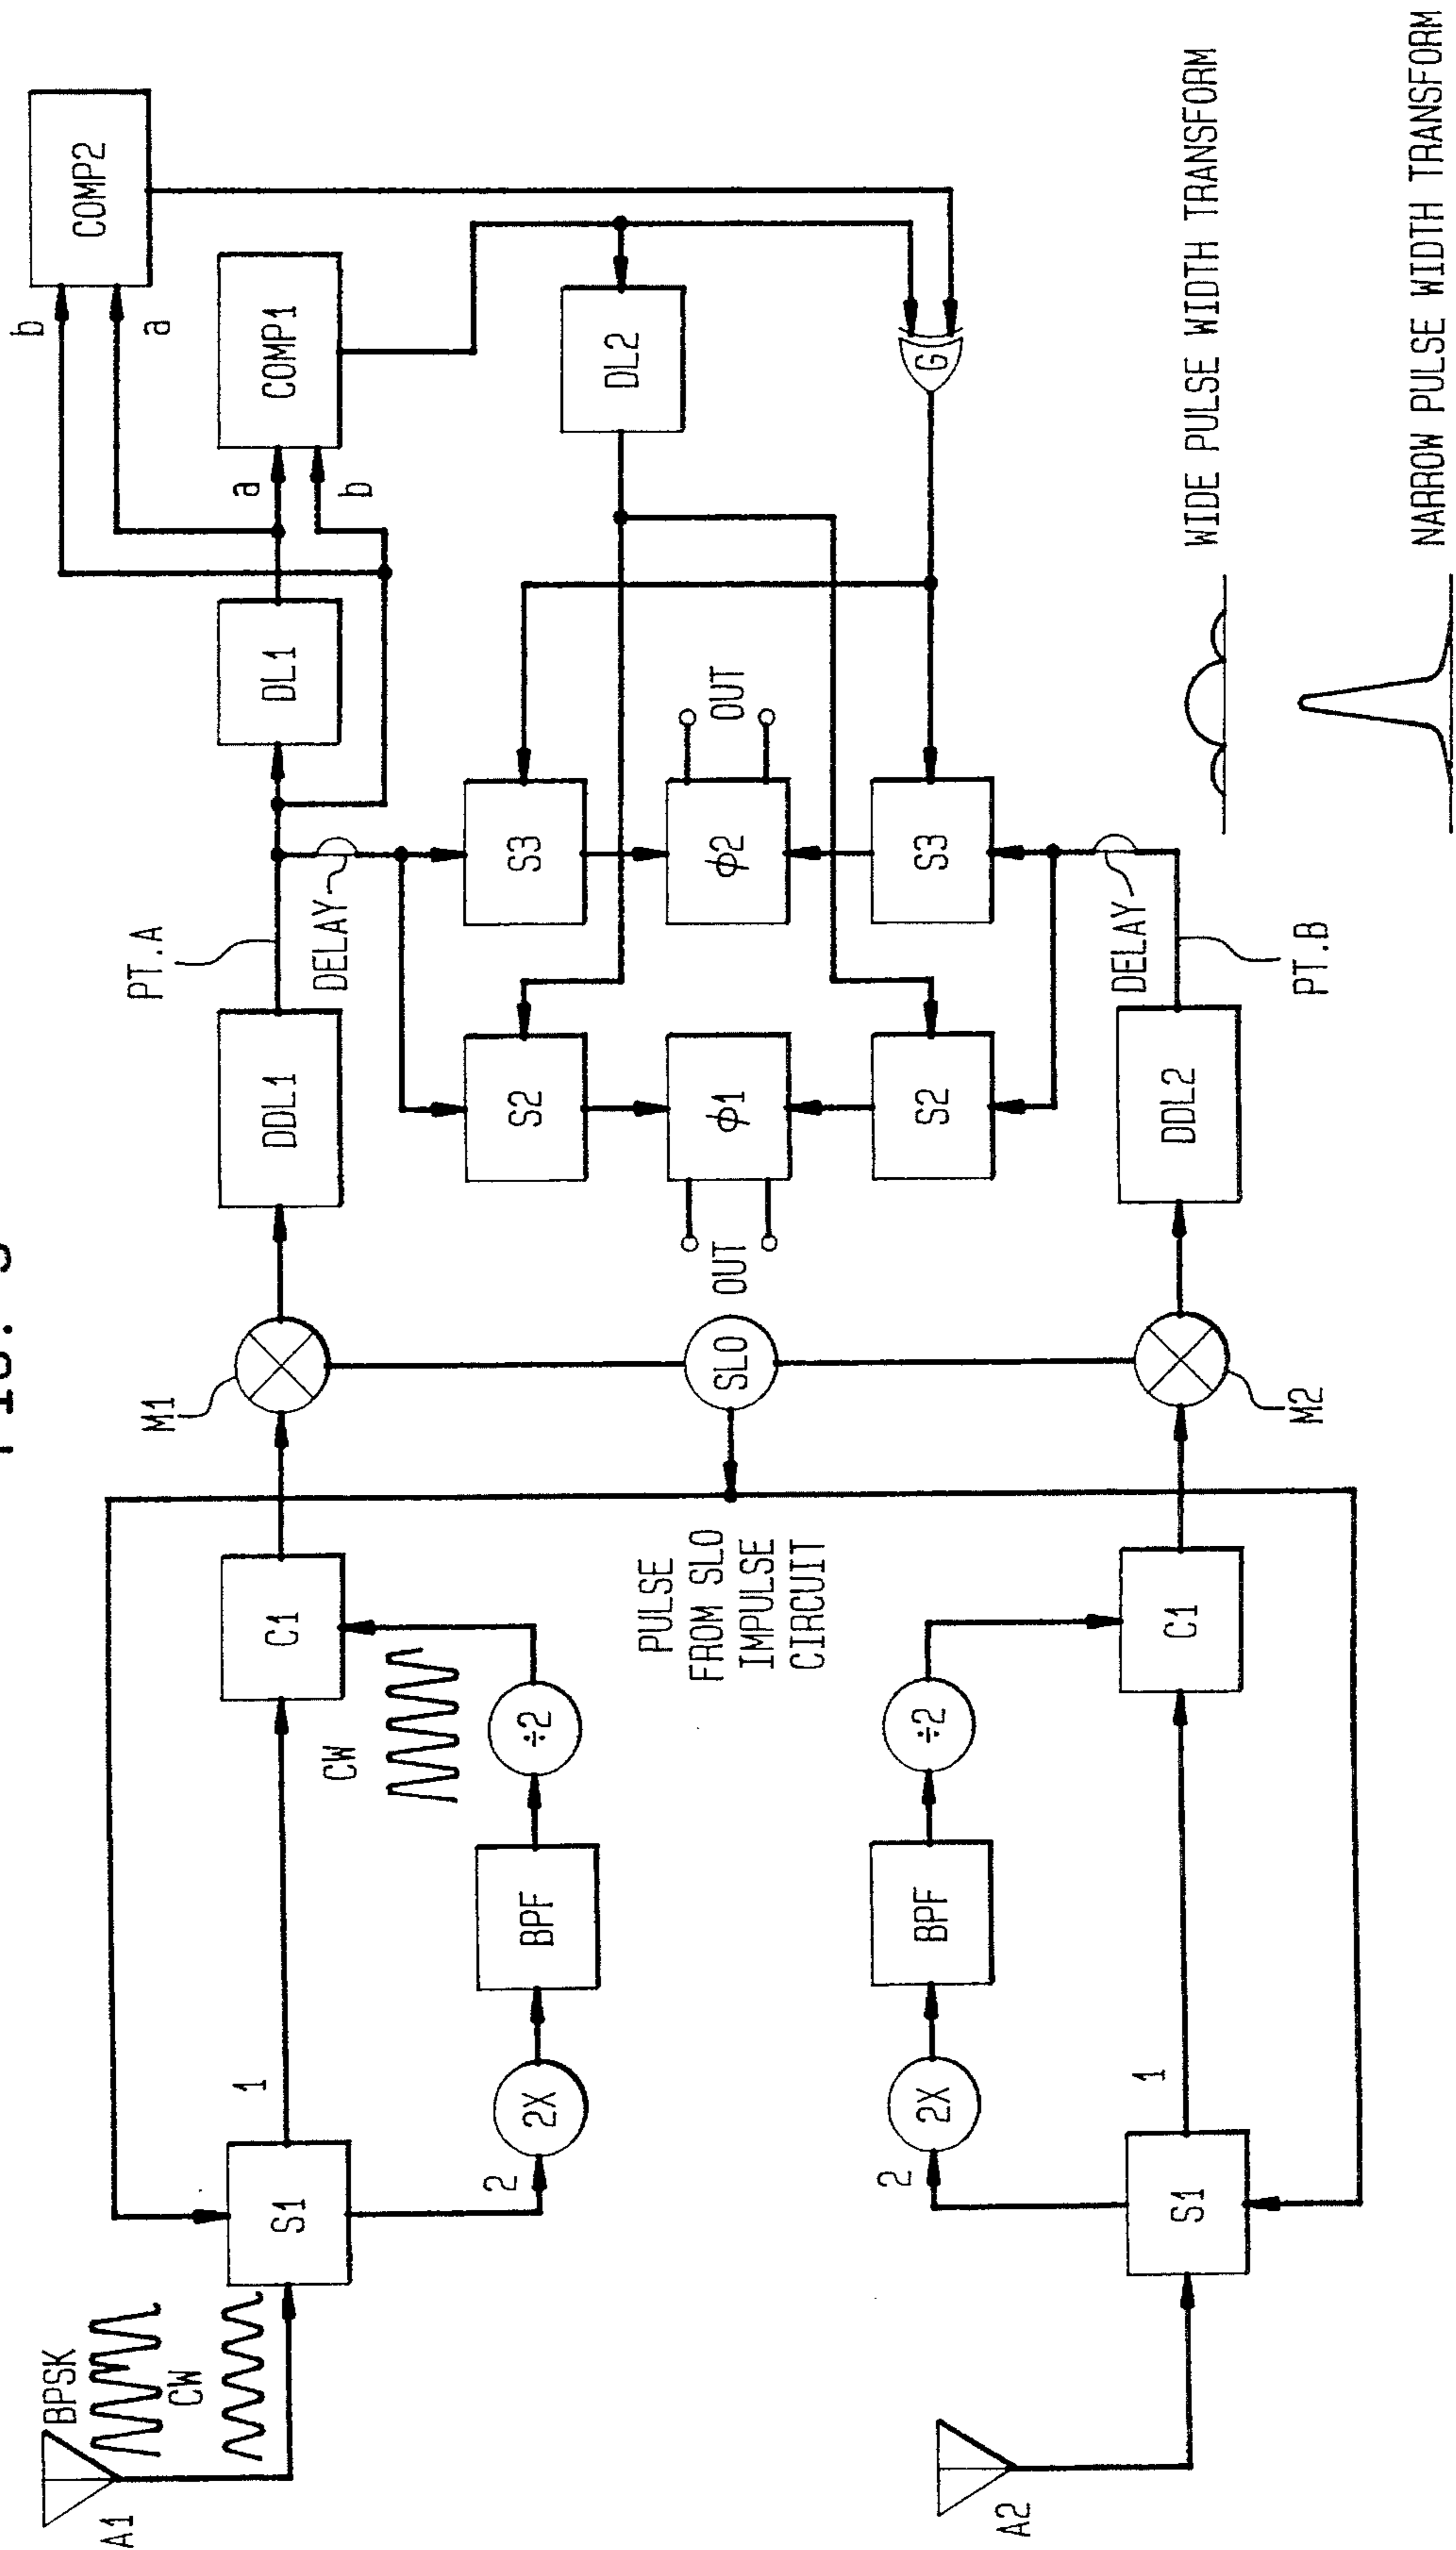 A1
BPSK
CW
S1
1
2
2X
BPF
÷2
CW
C1
M1
DDL1
PT.A
DELAY
DL1
a
b
COMP1
b
a
COMP2
DL2
G
S2
S3
OUT
φ1
φ2
OUT
S2
S3
SLO
PULSE
FROM SLO
IMPULSE
CIRCUIT
A2
S1
1
2
2X
BPF
÷2
C1
M2
DDL2
PT.B
DELAY
WIDE PULSE WIDTH TRANSFORM
NARROW PULSE WIDTH TRANSFORM